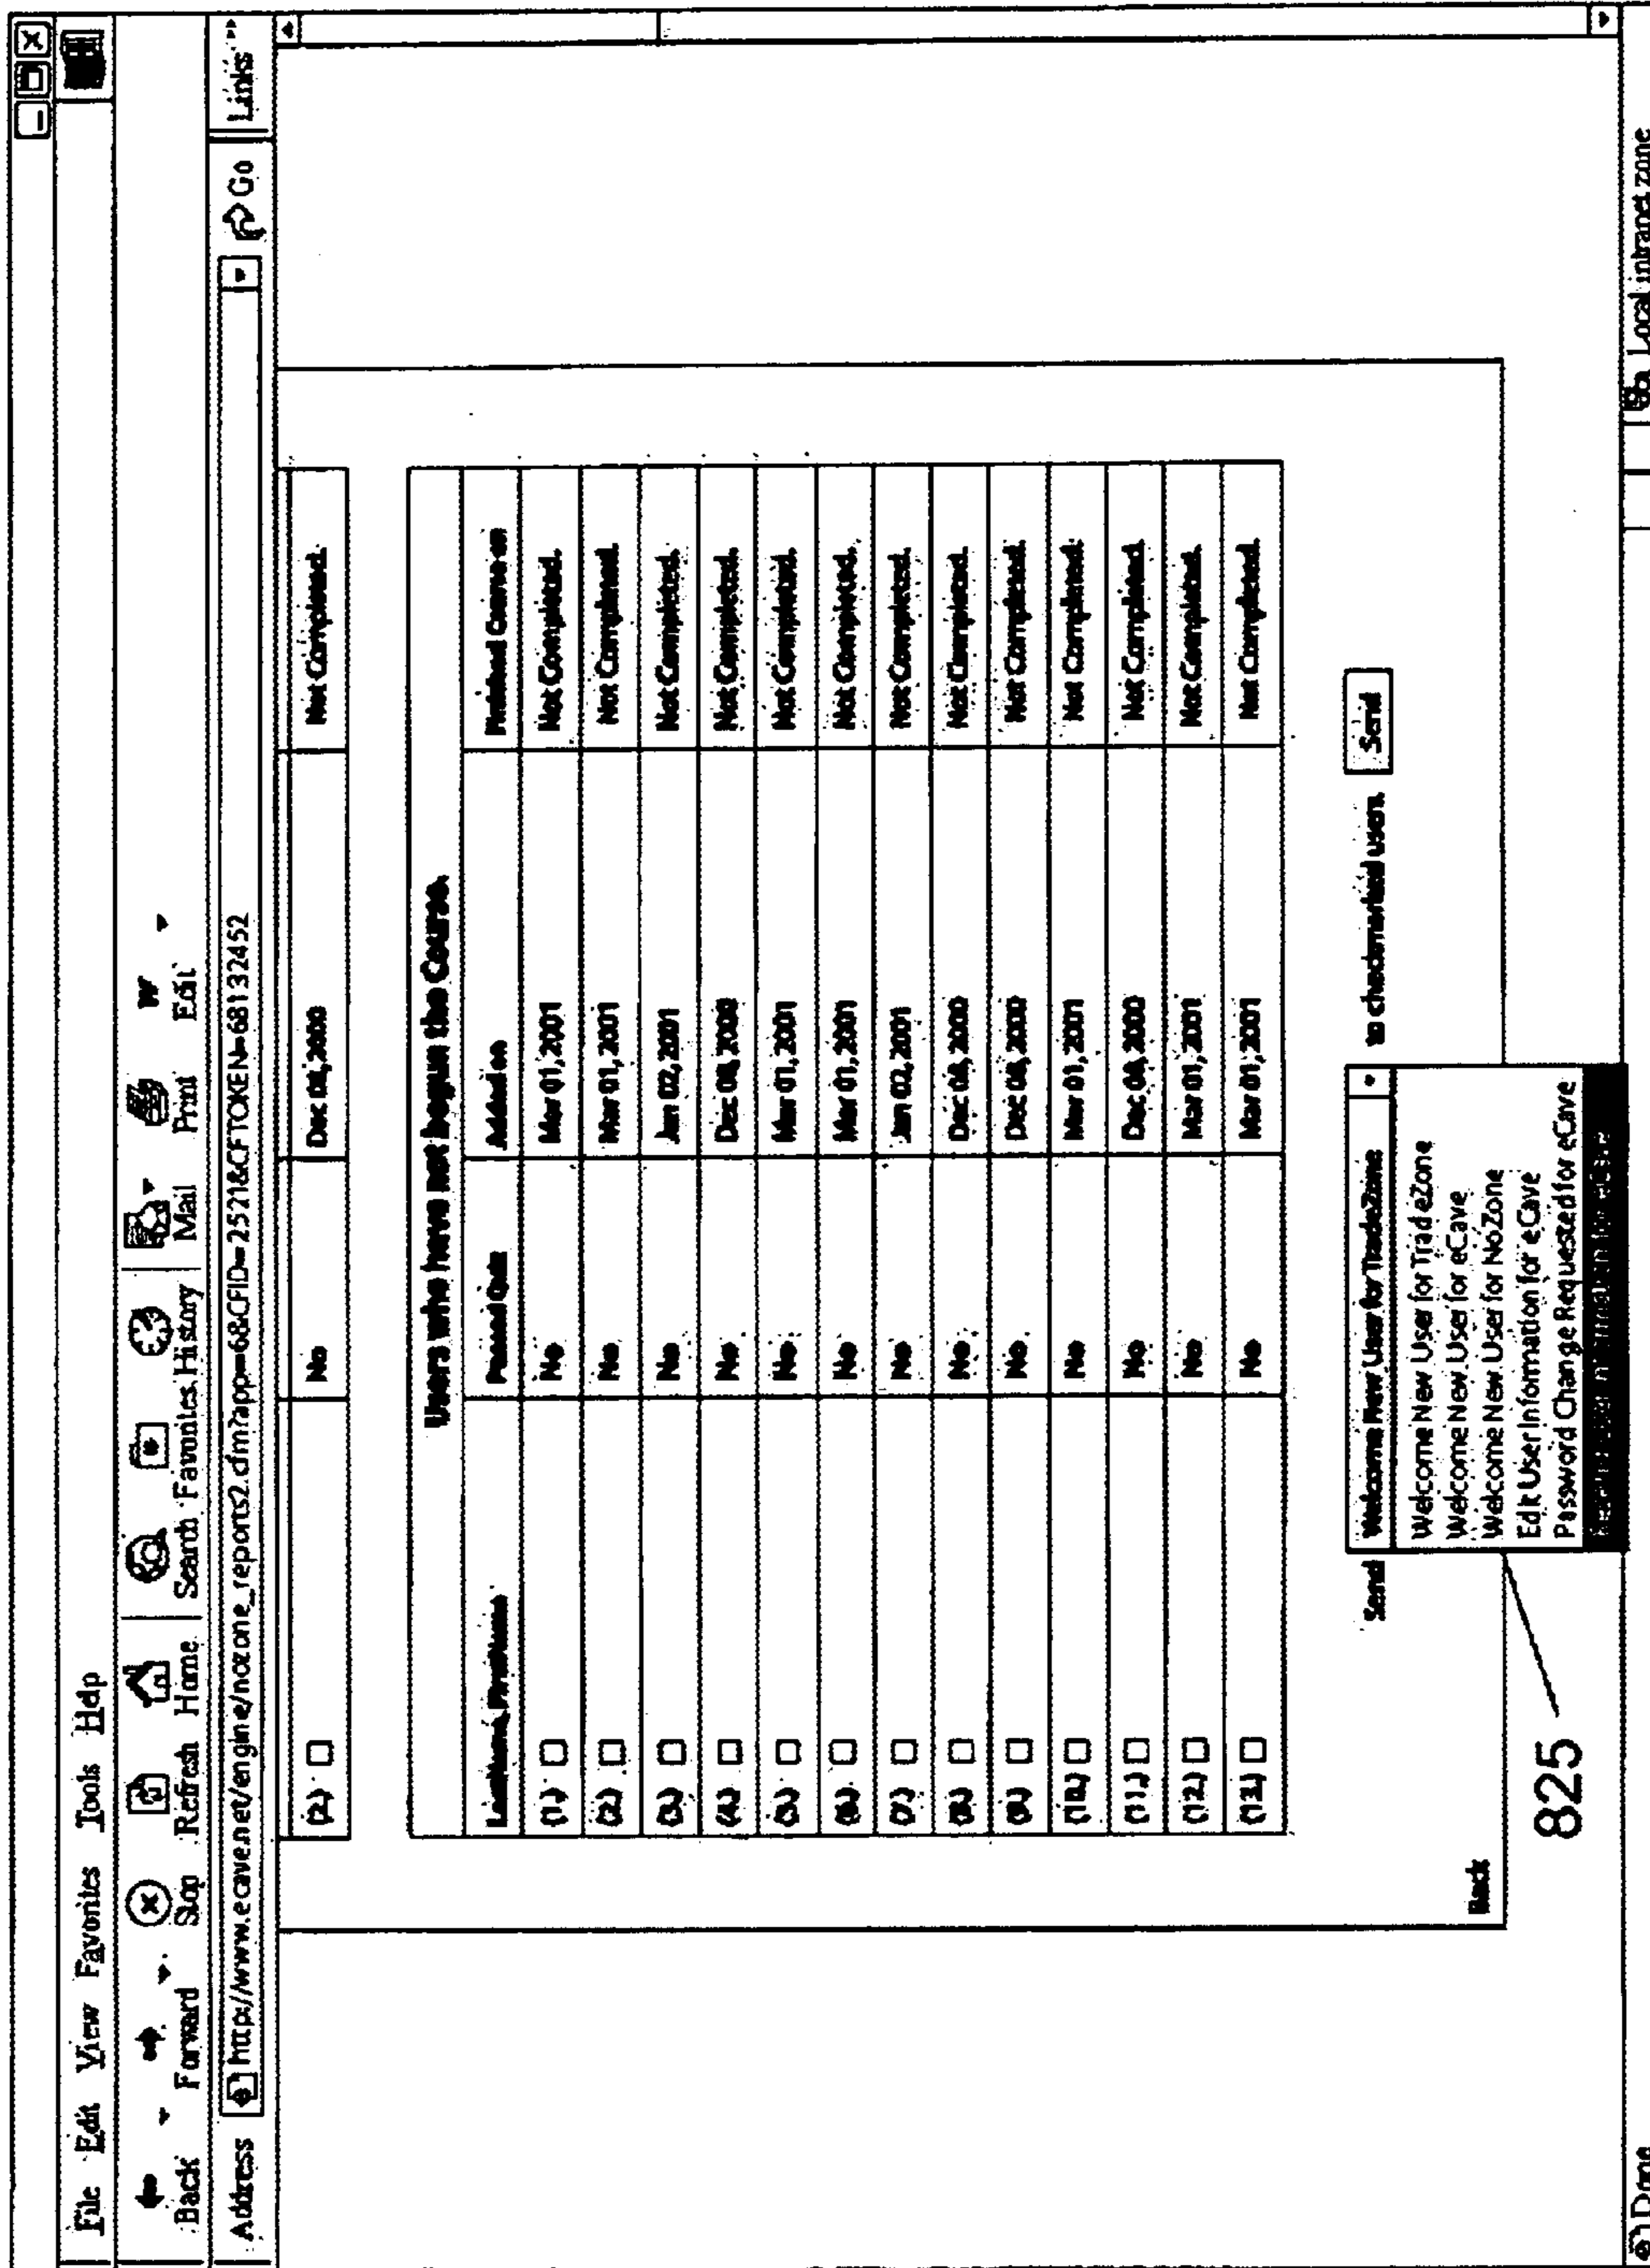 File Edit View Favorites Tools Help
Back Forward Stop Refresh Home Search Favorites History Mail Print Edit
Address http://www.ecave.net/engine/nozone_reports2.cfm?app=6&CFID=2521&CFTOKEN=68132452 Go Links »
(2.) No Dec 08, 2000 Not Completed.
Users who have not begun the Course.
LastName, FirstName Passed Quiz Added on Finished Course on
(1.) No Mar 01, 2001 Not Completed.
(2.) No Mar 01, 2001 Not Completed.
(3.) No Jan 02, 2001 Not Completed.
(4.) No Dec 08, 2000 Not Completed.
(5.) No Mar 01, 2001 Not Completed.
(6.) No Mar 01, 2001 Not Completed.
(7.) No Jan 02, 2001 Not Completed.
(8.) No Dec 08, 2000 Not Completed.
(9.) No Dec 08, 2000 Not Completed.
(10.) No Mar 01, 2001 Not Completed.
(11.) No Dec 08, 2000 Not Completed.
(12.) No Mar 01, 2001 Not Completed.
(13.) No Mar 01, 2001 Not Completed.
Send Welcome New User for TradeZone to checkmarked users. Send
Welcome New User for TradeZone
Welcome New User for eCave
Welcome New User for NoZone
Edit User Information for eCave
Password Change Requested for eCave
Back
825
Done Local intranet zone